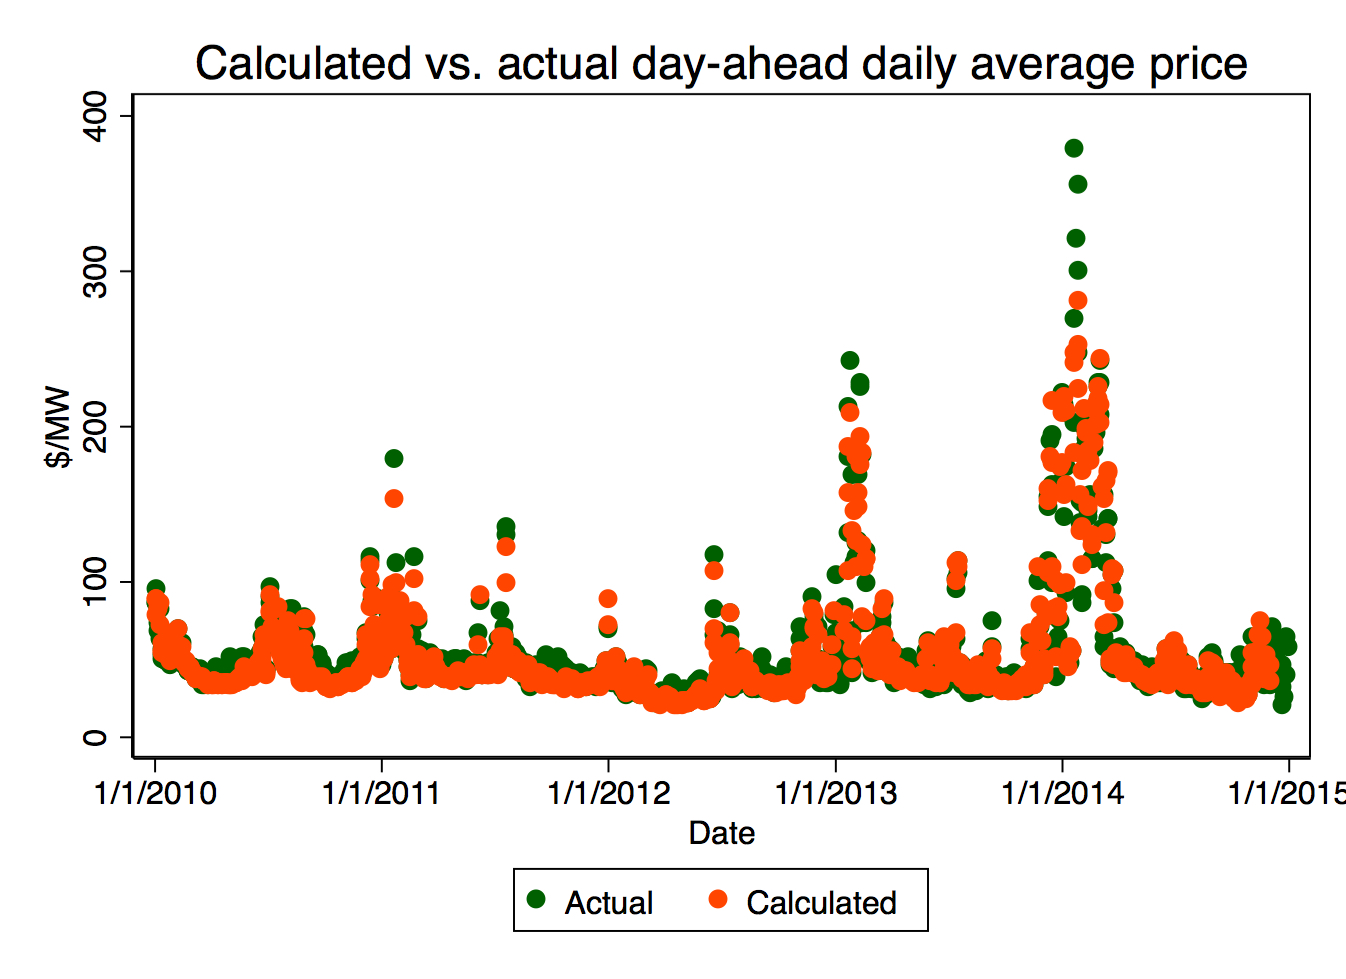 Calculated vs. actual day-ahead daily average price
400
300
200
100
0
$/MW
1/1/2010 1/1/2011 1/1/2012 1/1/2013 1/1/2014 1/1/2015
Date
Actual Calculated